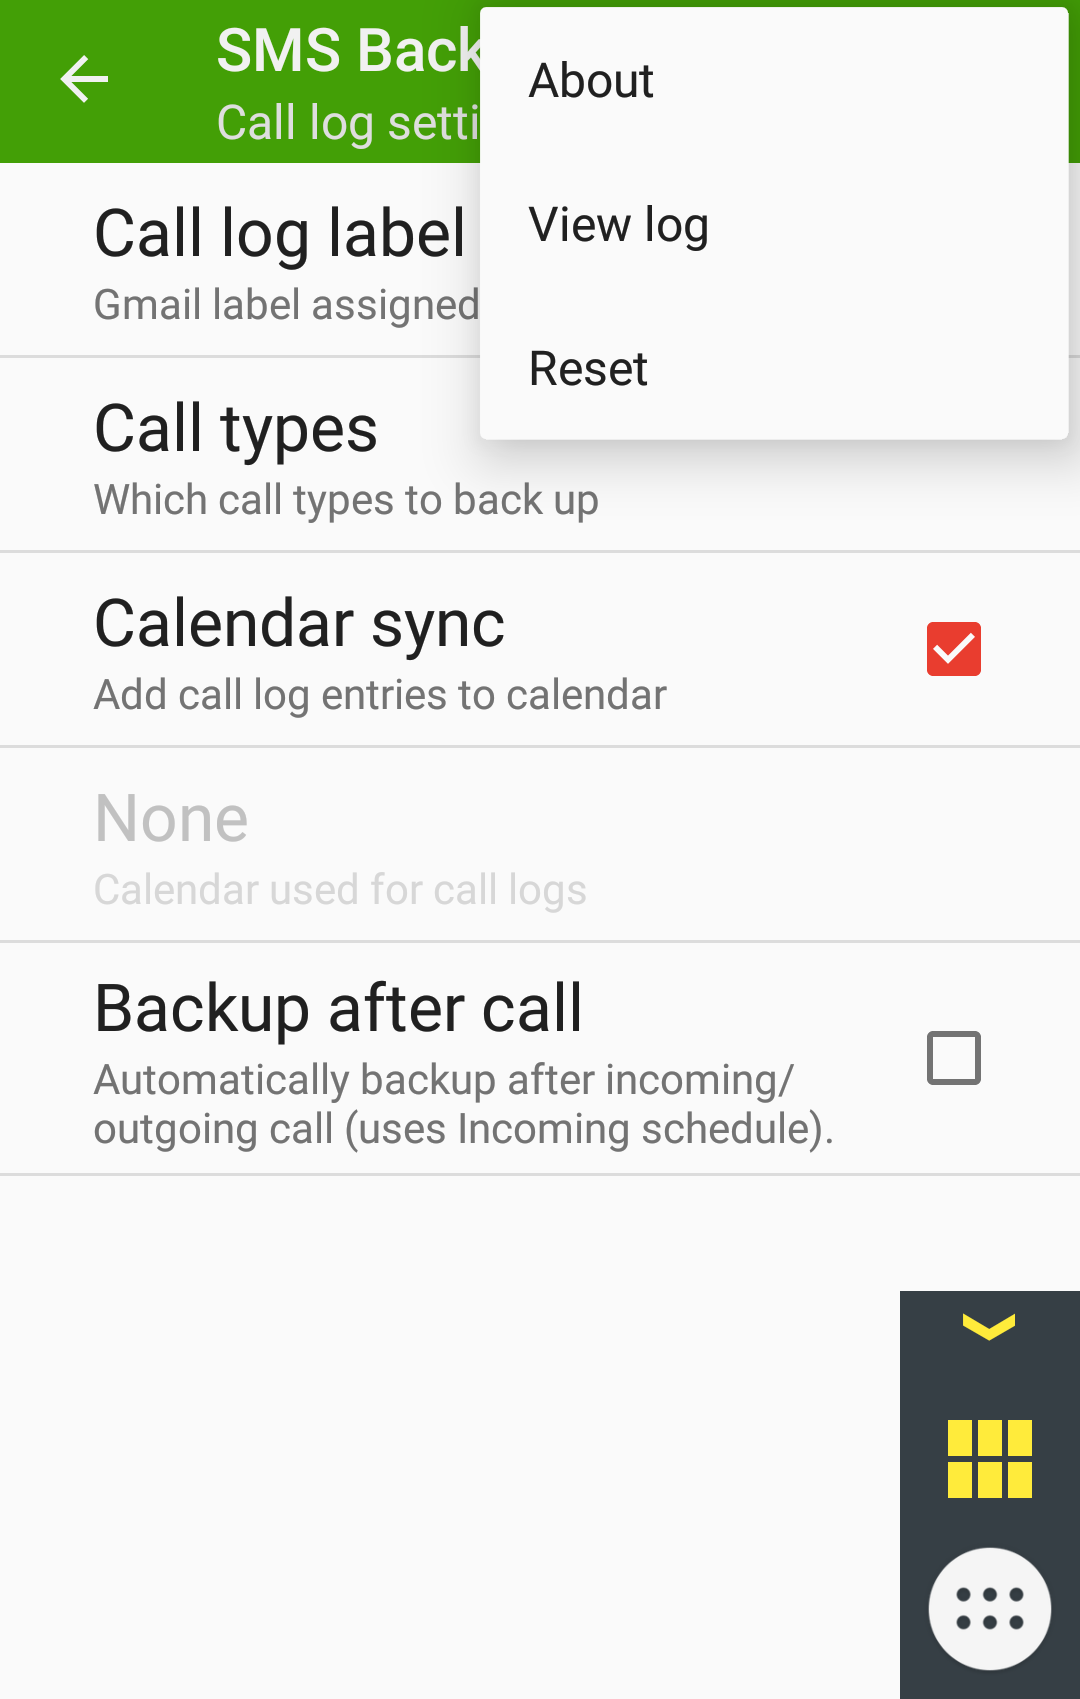 SMS Back
Call log setti
About
View log
Reset
Call log label
Gmail label assigned
Call types
Which call types to back up
Calendar sync
Add call log entries to calendar
None
Calendar used for call logs
Backup after call
Automatically backup after incoming/
outgoing call (uses Incoming schedule).